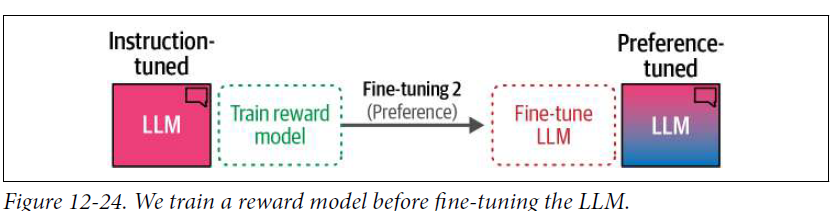 Instruction-
tuned
LLM
Train reward
model
Fine-tuning 2
(Preference)
Fine-tune
LLM
Preference-
tuned
LLM
Figure 12-24. We train a reward model before fine-tuning the LLM.